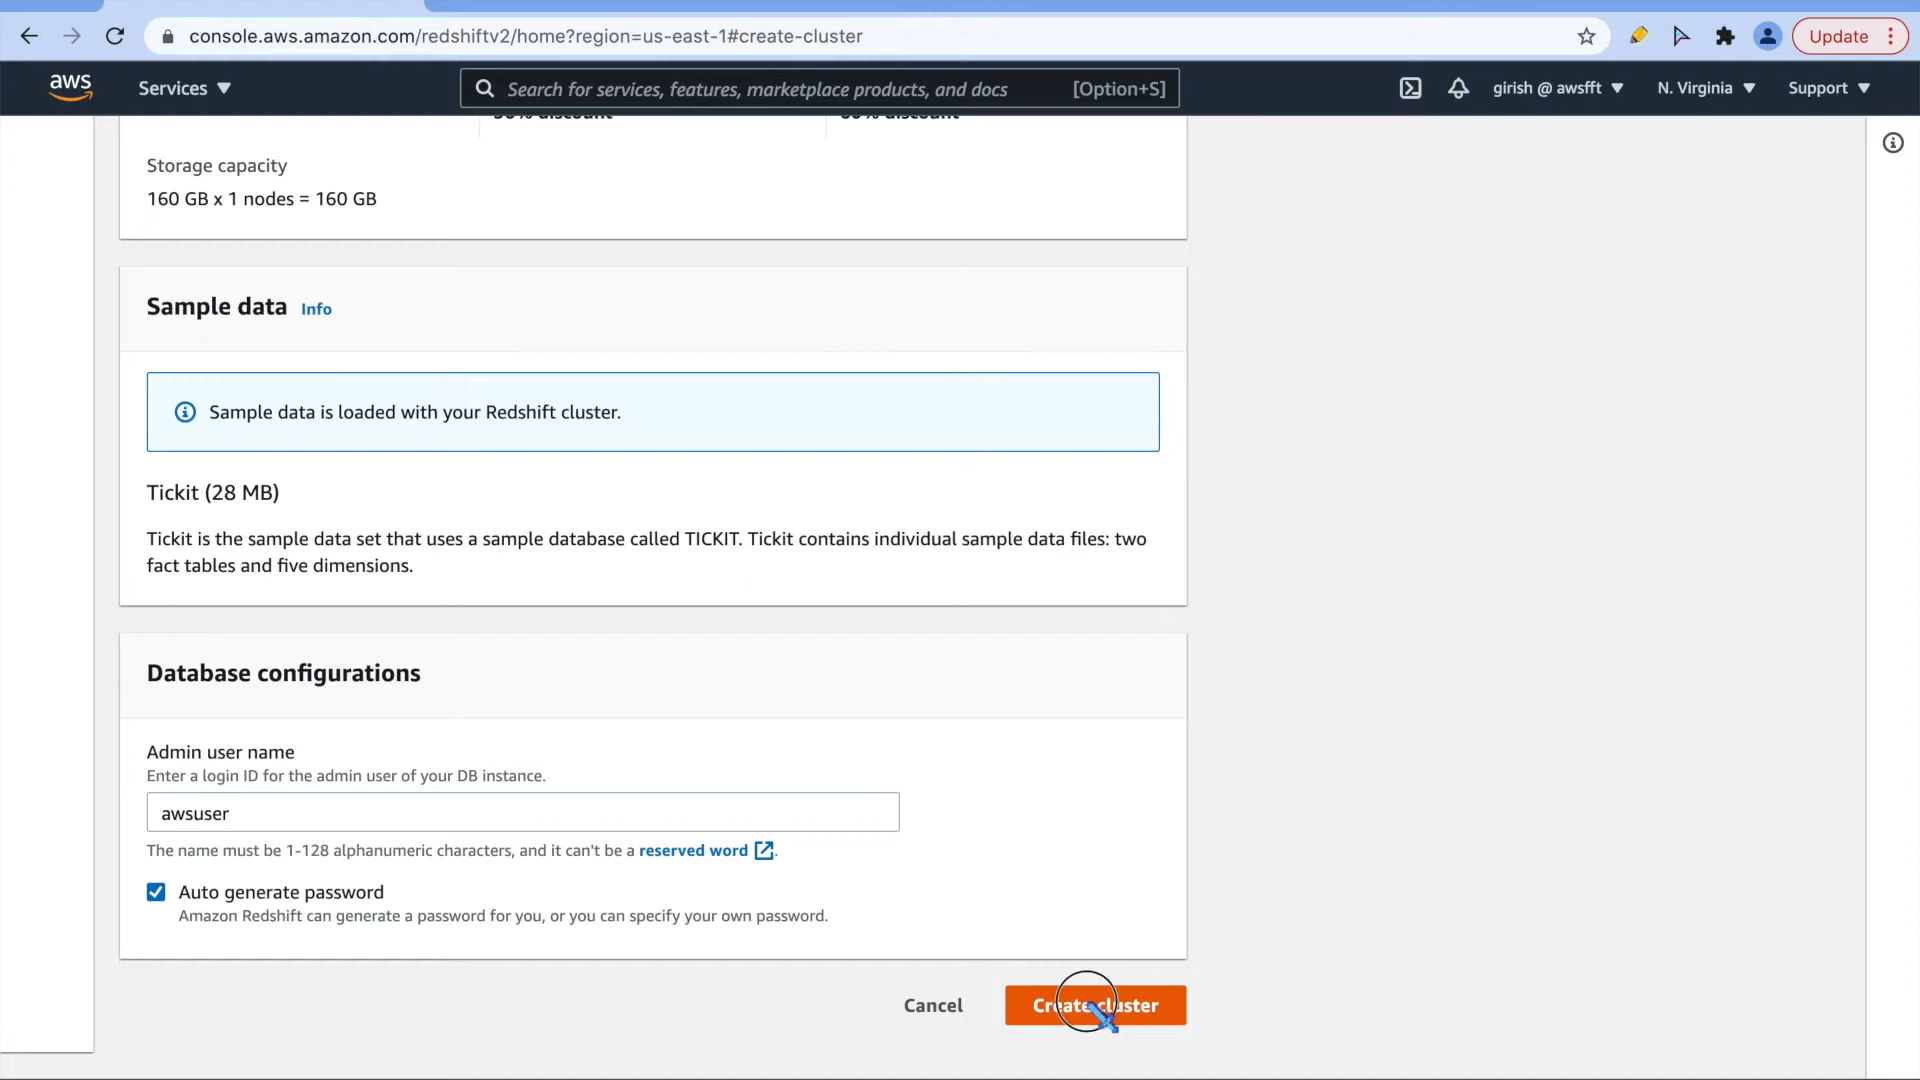 console.aws.amazon.com/redshiftv2/home?region=us-east-1#create-cluster
Update
aws
Services
Search for services, features, marketplace products, and docs
[Option+S]
girish @ awsfft
N. Virginia
Support
Storage capacity
160 GB x 1 nodes = 160 GB
Sample data Info
Sample data is loaded with your Redshift cluster.
Tickit (28 MB)
Tickit is the sample data set that uses a sample database called TICKIT. Tickit contains individual sample data files: two
fact tables and five dimensions.
Database configurations
Admin user name
Enter a login ID for the admin user of your DB instance.
awsuser
The name must be 1-128 alphanumeric characters, and it can't be a reserved word.
Auto generate password
Amazon Redshift can generate a password for you, or you can specify your own password.
Cancel
Create cluster